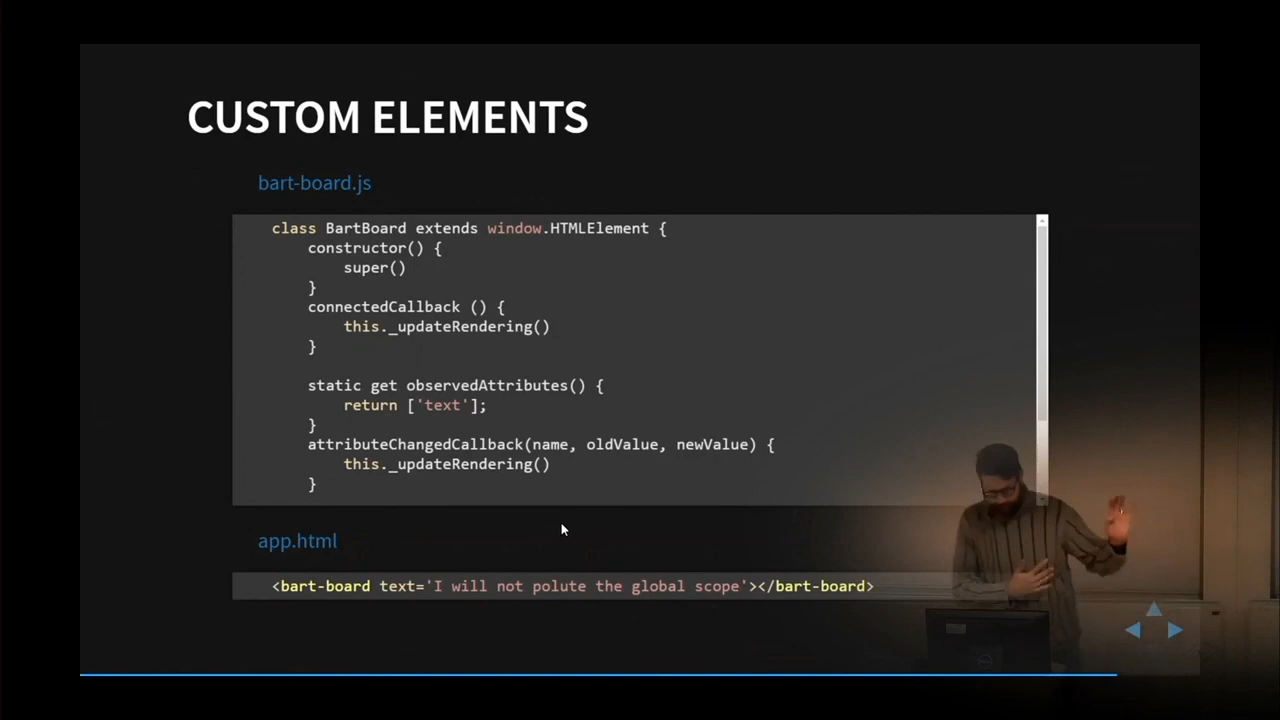 CUSTOM ELEMENTS
bart-board.js
class BartBoard extends window.HTMLElement {
    constructor() {
        super()
    }
    connectedCallback () {
        this._updateRendering()
    }
    static get observedAttributes() {
        return ['text'];
    }
    attributeChangedCallback(name, oldValue, newValue) {
        this._updateRendering()
    }
app.html
<bart-board text='I will not polute the global scope'></bart-board>